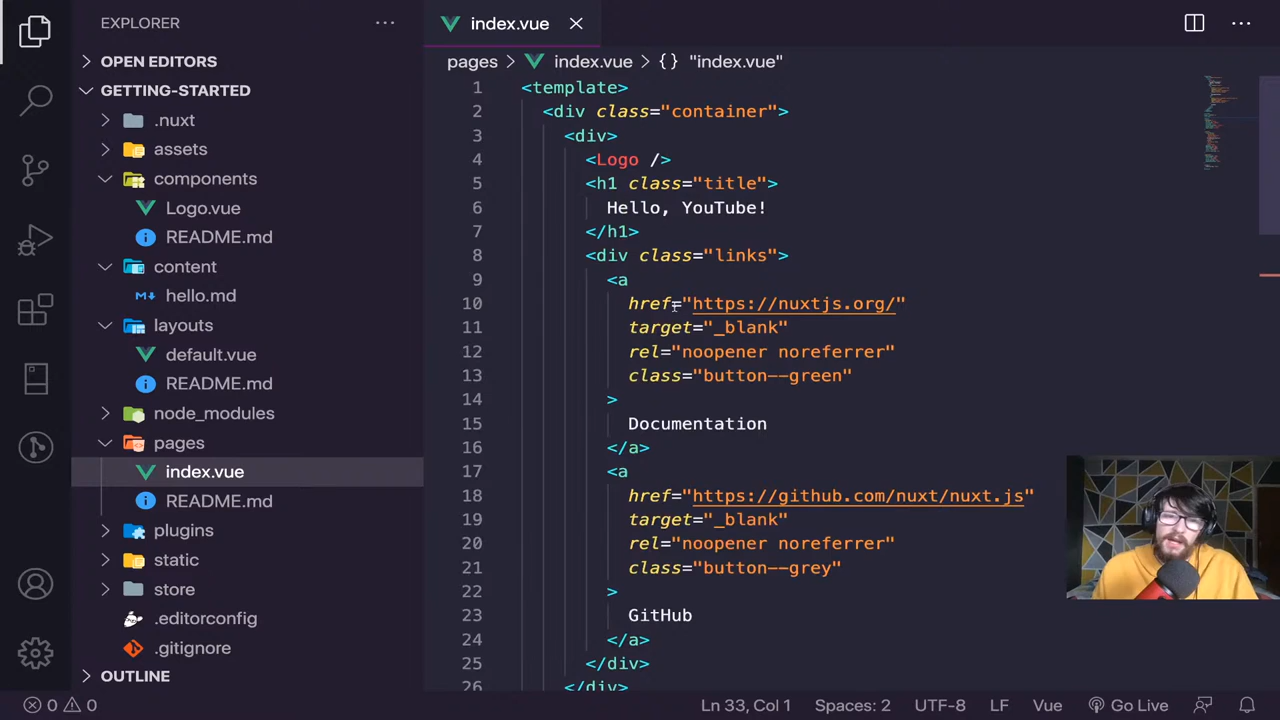 EXPLORER
index.vue
OPEN EDITORS
pages > index.vue > {} "index.vue"
GETTING-STARTED
.nuxt
assets
components
Logo.vue
README.md
content
hello.md
layouts
default.vue
README.md
node_modules
pages
index.vue
README.md
plugins
static
store
.editorconfig
.gitignore
OUTLINE
1 <template>
2 <div class="container">
3 <div>
4 <Logo />
5 <h1 class="title">
6 Hello, YouTube!
7 </h1>
8 <div class="links">
9 <a
10 href="https://nuxtjs.org/"
11 target="_blank"
12 rel="noopener noreferrer"
13 class="button--green"
14 >
15 Documentation
16 </a>
17 <a
18 href="https://github.com/nuxt/nuxt.js"
19 target="_blank"
20 rel="noopener noreferrer"
21 class="button--grey"
22 >
23 GitHub
24 </a>
25 </div>
26 </div>
0 0 Ln 33, Col 1 Spaces: 2 UTF-8 LF Vue Go Live